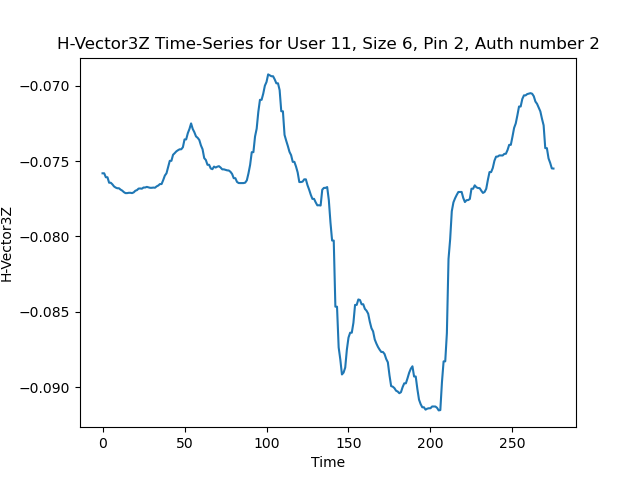 H-Vector3Z Time-Series for User 11, Size 6, Pin 2, Auth number 2
H-Vector3Z
−0.070
−0.075
−0.080
−0.085
−0.090
0 50 100 150 200 250
Time